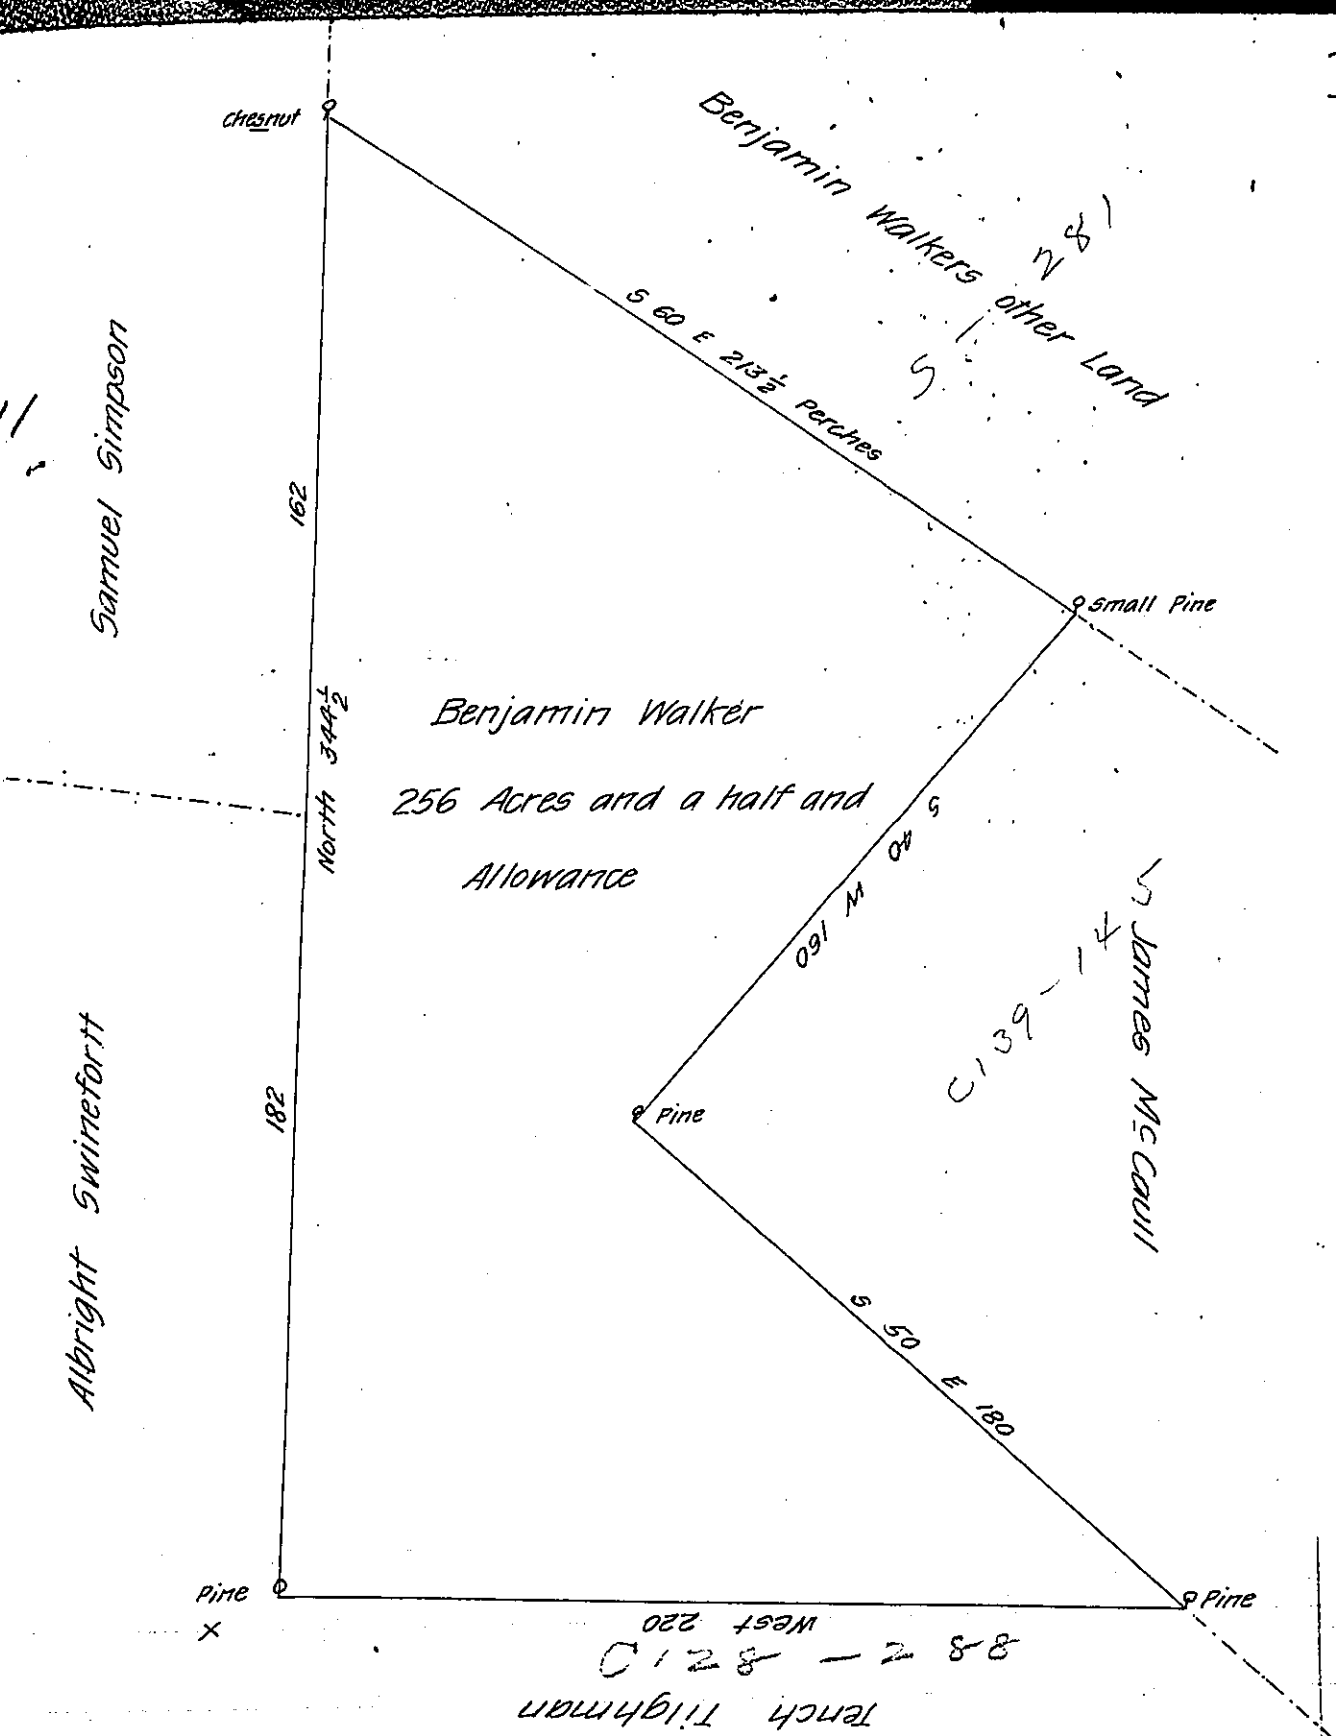 Chesnut
Benjamin Walkers other Land
281
S 60 E 213½ Perches
Samuel Simpson
162
Small Pine
North 344½
Benjamin Walker
256 Acres and a half and
Allowance
S 40 W 160
C139-14
James McCaull
Pine
182
Albright Swinefortt
S 50 E 180
Pine
X
Pine
West 220
C128-288
Tench Tilghman